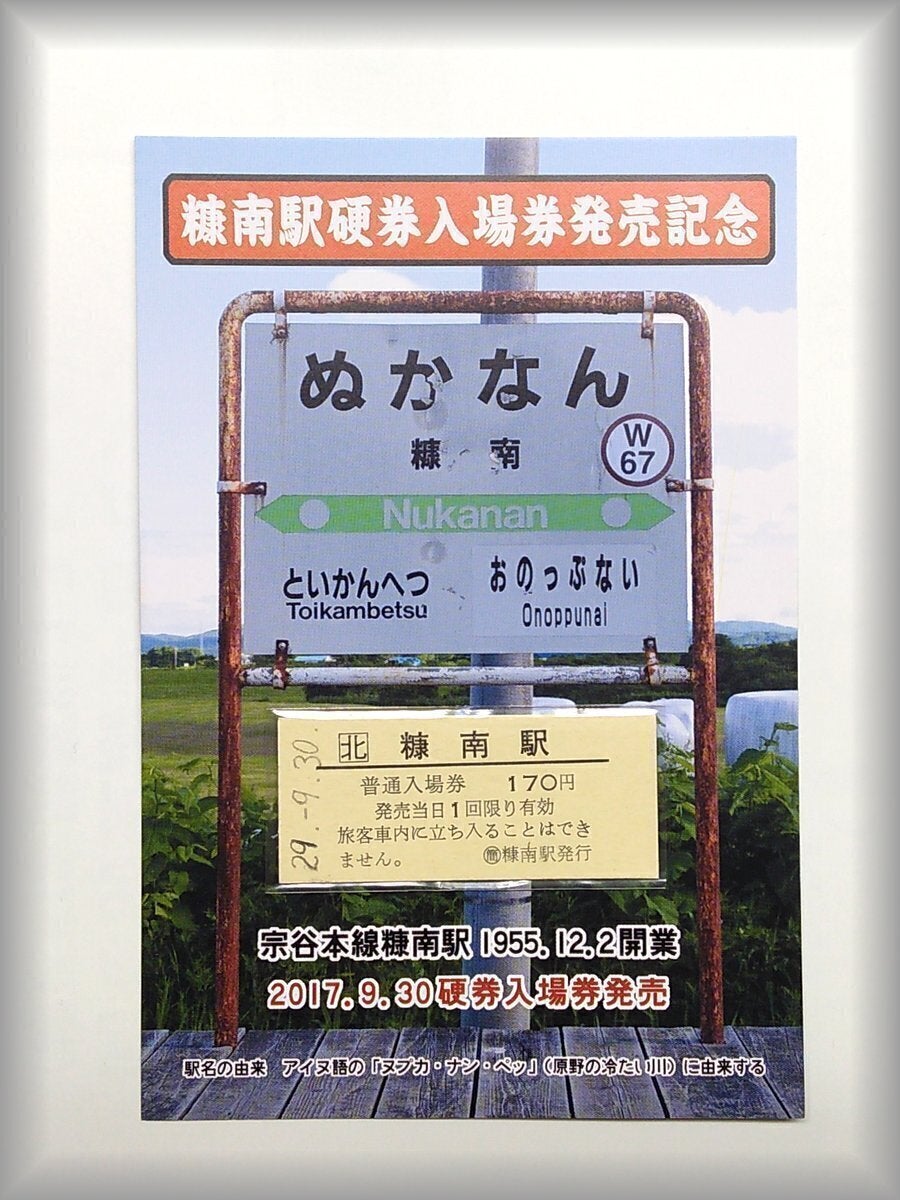 糠南駅硬券入場券発売記念
ぬかなん
糠 南
W
67
Nukanan
といかんべつ おのっぷない
Toikambetsu Onoppunai
29.-9.30.
北 糠南駅
普通入場券 170円
発売当日1回限り有効
旅客車内に立ち入ることはでき
ません。 ㊙糠南駅発行
宗谷本線糠南駅 1955.12.2開業
2017.9.30硬券入場券発売
駅名の由来 アイヌ語の「ヌプカ・ナン・ペッ」(原野の冷たい川)に由来する